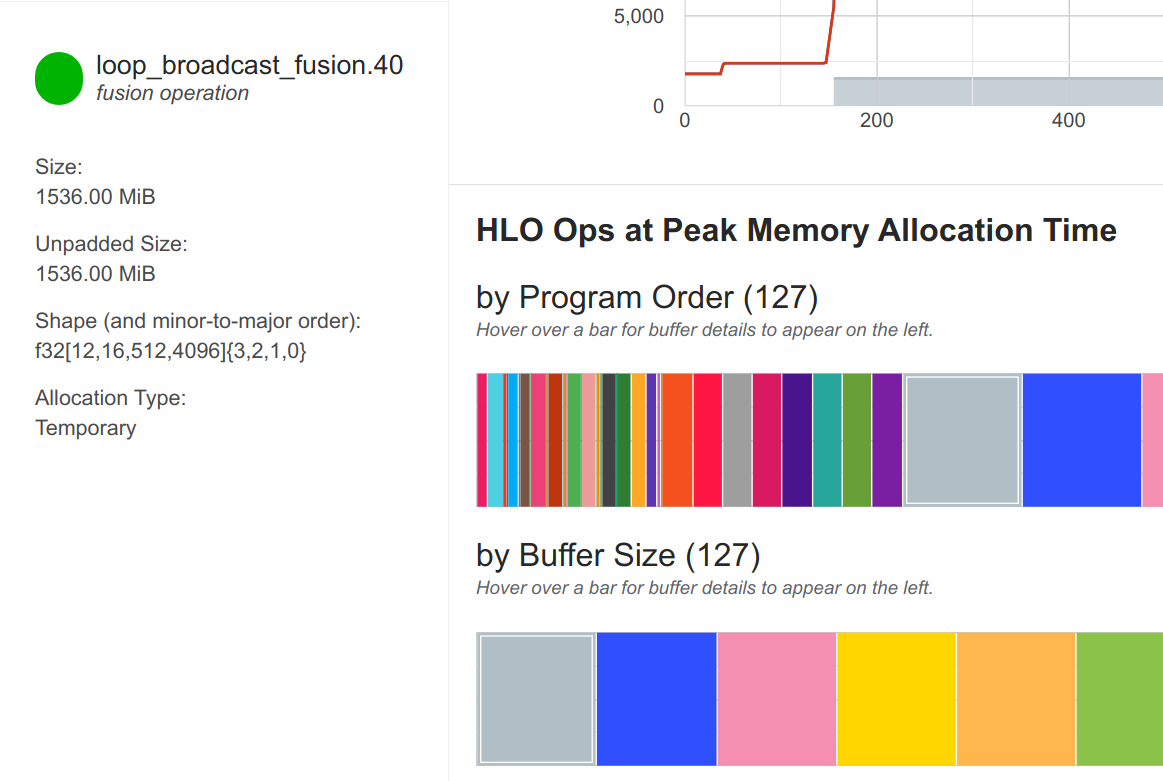 loop_broadcast_fusion.40
fusion operation
Size:
1536.00 MiB
Unpadded Size:
1536.00 MiB
Shape (and minor-to-major order):
f32[12,16,512,4096]{3,2,1,0}
Allocation Type:
Temporary
5,000
0
0 200 400
HLO Ops at Peak Memory Allocation Time
by Program Order (127)
Hover over a bar for buffer details to appear on the left.
by Buffer Size (127)
Hover over a bar for buffer details to appear on the left.